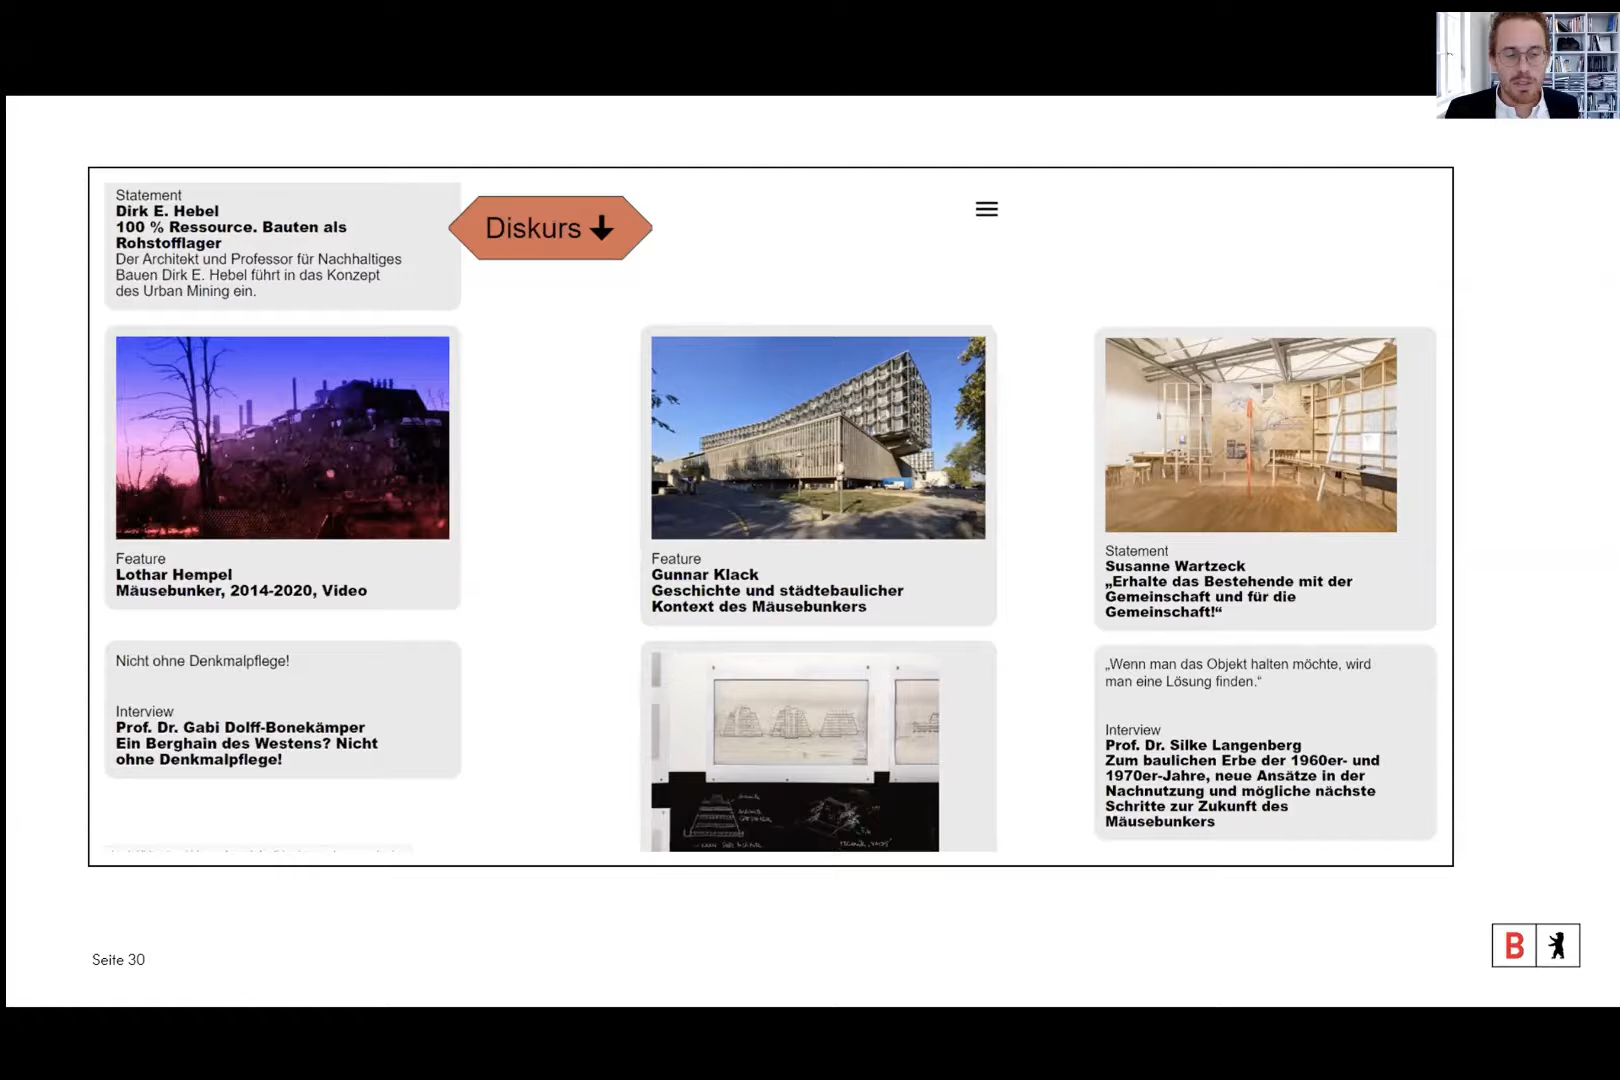 Statement
Dirk E. Hebel
100 % Ressource. Bauten als
Rohstofflager
Der Architekt und Professor für Nachhaltiges
Bauen Dirk E. Hebel führt in das Konzept
des Urban Mining ein.
Diskurs
Feature
Lothar Hempel
Mäusebunker, 2014-2020, Video
Nicht ohne Denkmalpflege!
Interview
Prof. Dr. Gabi Dolff-Bonekämper
Ein Berghain des Westens? Nicht
ohne Denkmalpflege!
Feature
Gunnar Klack
Geschichte und städtebaulicher
Kontext des Mäusebunkers
Statement
Susanne Wartzeck
„Erhalte das Bestehende mit der
Gemeinschaft und für die
Gemeinschaft!“
„Wenn man das Objekt halten möchte, wird
man eine Lösung finden.“
Interview
Prof. Dr. Silke Langenberg
Zum baulichen Erbe der 1960er- und
1970er-Jahre, neue Ansätze in der
Nachnutzung und mögliche nächste
Schritte zur Zukunft des
Mäusebunkers
Seite 30
B